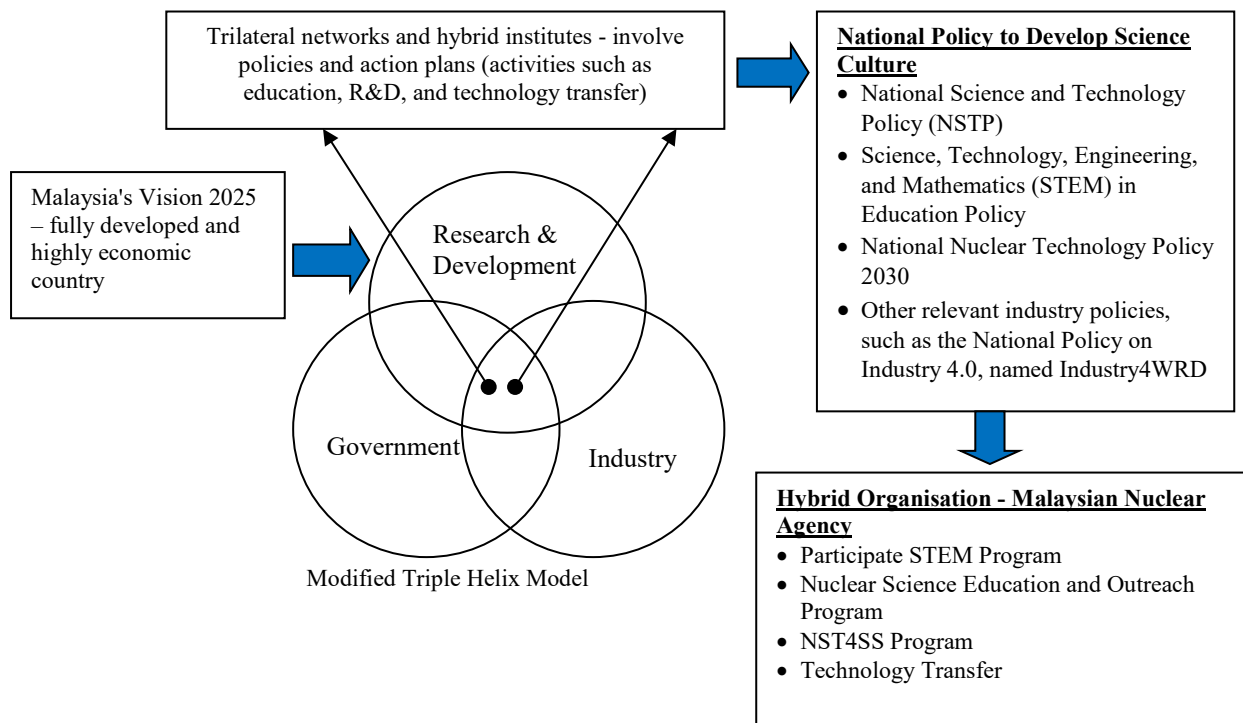 Trilateral networks and hybrid institutes - involve
policies and action plans (activities such as
education, R&D, and technology transfer)
Malaysia's Vision 2025
– fully developed and
highly economic
country
Research &
Development
Government
Industry
Modified Triple Helix Model
National Policy to Develop Science
Culture
• National Science and Technology
Policy (NSTP)
• Science, Technology, Engineering,
and Mathematics (STEM) in
Education Policy
• National Nuclear Technology Policy
2030
• Other relevant industry policies,
such as the National Policy on
Industry 4.0, named Industry4WRD
Hybrid Organisation - Malaysian Nuclear
Agency
• Participate STEM Program
• Nuclear Science Education and Outreach
Program
• NST4SS Program
• Technology Transfer